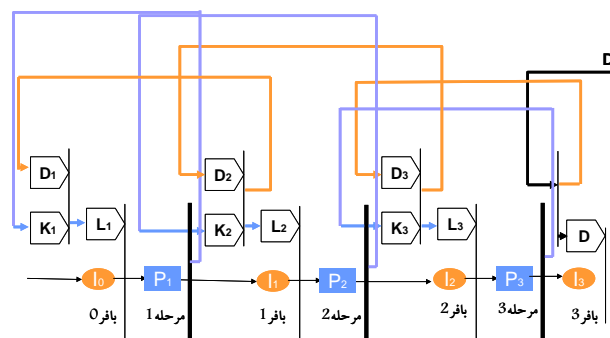 D
D₁
D₂
D₃
K₁
L₁
K₂
L₂
K₃
L₃
D
I₀
P₁
I₁
P₂
I₂
P₃
I₃
بافر0
مرحله1
بافر1
مرحله2
بافر2
مرحله3
بافر3